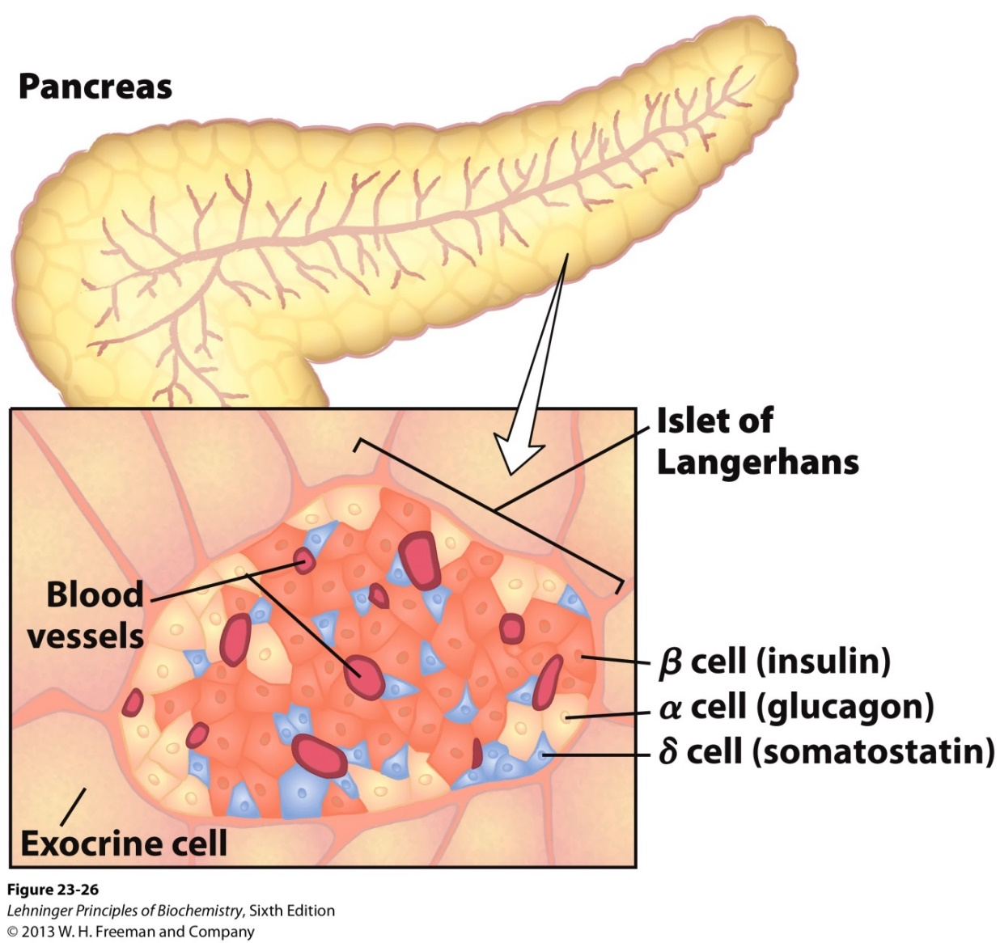 Pancreas
Islet of
Langerhans
Blood
vessels
β cell (insulin)
α cell (glucagon)
δ cell (somatostatin)
Exocrine cell
Figure 23-26
Lehninger Principles of Biochemistry, Sixth Edition
© 2013 W. H. Freeman and Company